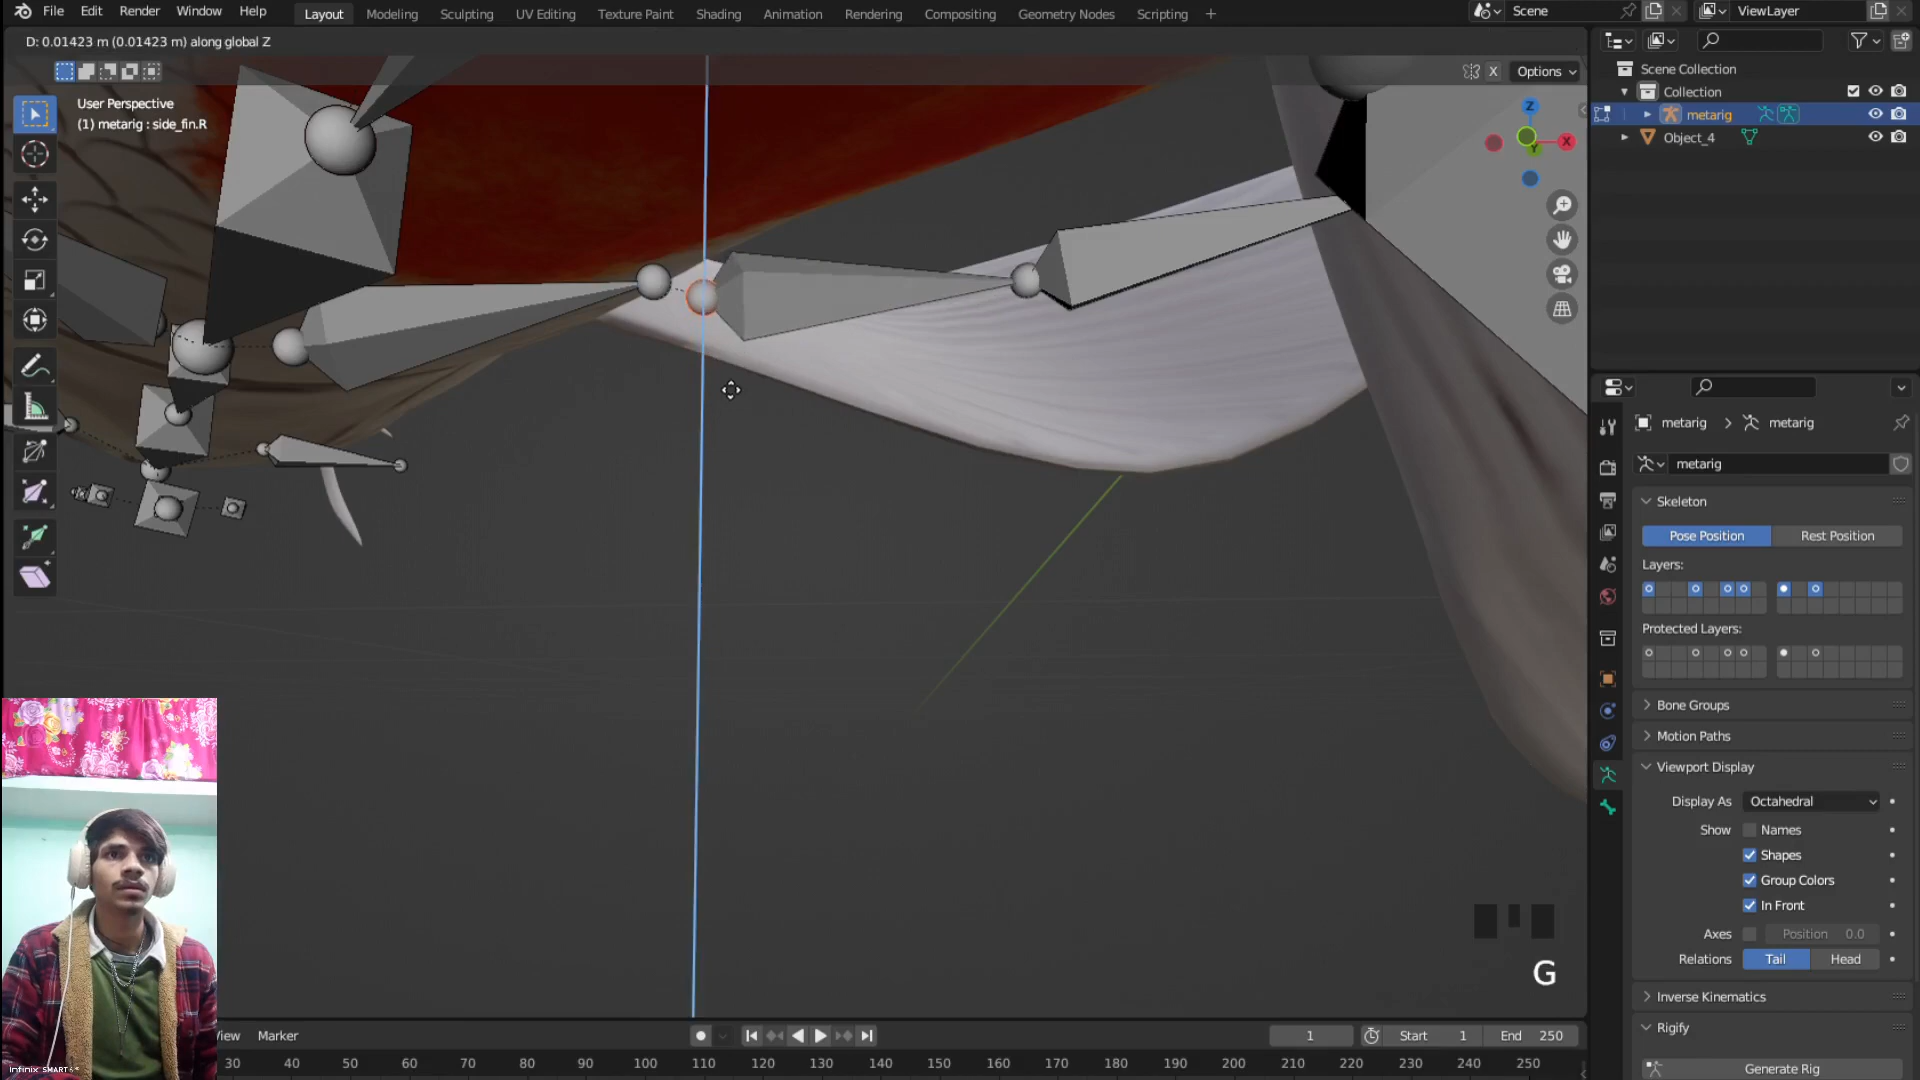 File Edit Render Window Help Layout Modeling Sculpting UV Editing Texture Paint Shading Animation Rendering Compositing Geometry Nodes Scripting + Scene ViewLayer
D: 0.01423 m (0.01423 m) along global Z
X Options
User Perspective
(1) metarig : side_fin.R
Z
X
Y
Scene Collection
Collection
metarig
Object_4
metarig > metarig
metarig
Skeleton
Pose Position Rest Position
Layers:
Protected Layers:
Bone Groups
Motion Paths
Viewport Display
Display As Octahedral
Show Names
Shapes
Group Colors
In Front
Axes Position 0.0
Relations Tail Head
Inverse Kinematics
Rigify
Generate Rig
G
View Marker
1 Start 1 End 250
30 40 50 60 70 80 90 100 110 120 130 140 150 160 170 180 190 200 210 220 230 240 250